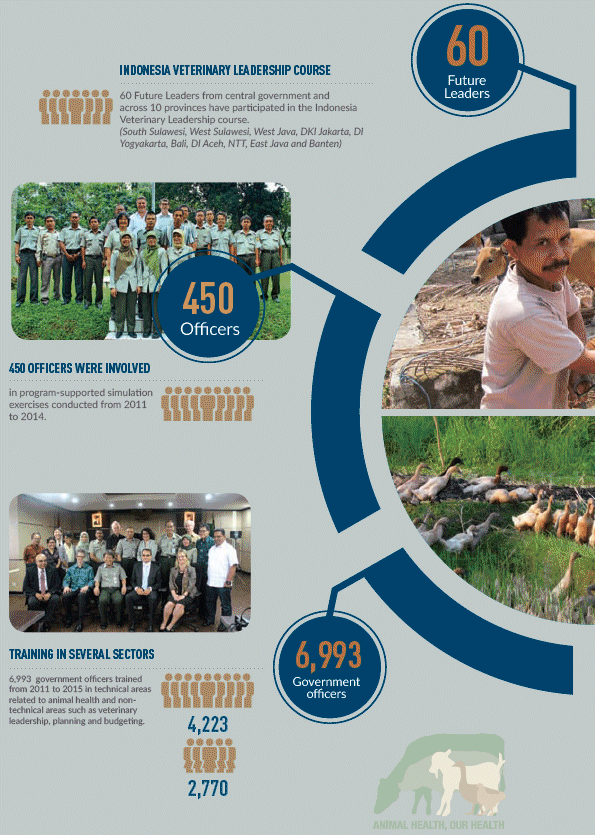 60
Future
Leaders
INDONESIA VETERINARY LEADERSHIP COURSE
60 Future Leaders from central government and
across 10 provinces have participated in the Indonesia
Veterinary Leadership course.
(South Sulawesi, West Sulawesi, West Java, DKI Jakarta, DI
Yogyakarta, Bali, DI Aceh, NTT, East Java and Banten)
450
Officers
450 OFFICERS WERE INVOLVED
in program-supported simulation
exercises conducted from 2011
to 2014.
6,993
Government
officers
TRAINING IN SEVERAL SECTORS
6,993 government officers trained
from 2011 to 2015 in technical areas
related to animal health and non-
technical areas such as veterinary
leadership, planning and budgeting.
4,223
2,770
ANIMAL HEALTH, OUR HEALTH